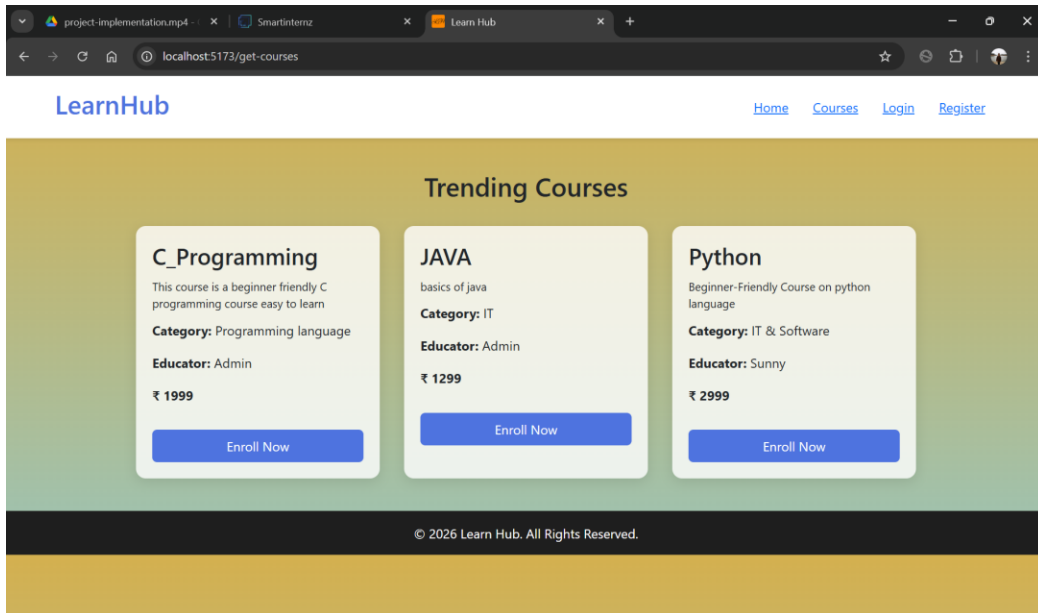 project-implementation.mp4 -
Smartinternz
Learn Hub
localhost:5173/get-courses
LearnHub
Home Courses Login Register
Trending Courses
C_Programming
This course is a beginner friendly C
programming course easy to learn
Category: Programming language
Educator: Admin
₹ 1999
Enroll Now
JAVA
basics of java
Category: IT
Educator: Admin
₹ 1299
Enroll Now
Python
Beginner-Friendly Course on python
language
Category: IT & Software
Educator: Sunny
₹ 2999
Enroll Now
© 2026 Learn Hub. All Rights Reserved.